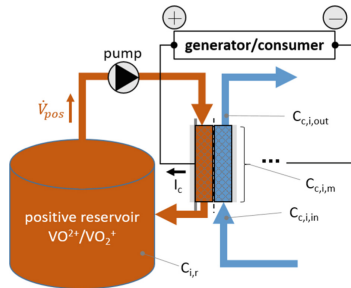 +
−
generator/consumer
pump
V̇pos
Cc,i,out
Ic
...
Cc,i,m
positive reservoir
VO²⁺/VO₂⁺
Cc,i,in
Ci,r